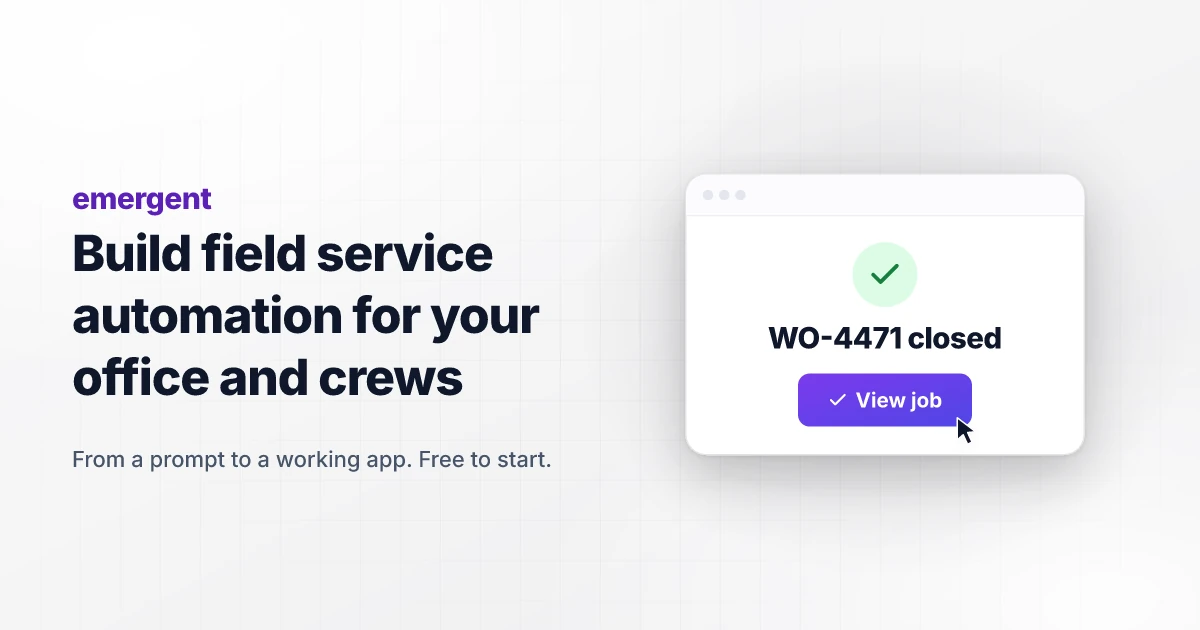 emergent
Build field service
automation for your
office and crews
From a prompt to a working app. Free to start.
WO-4471 closed
View job